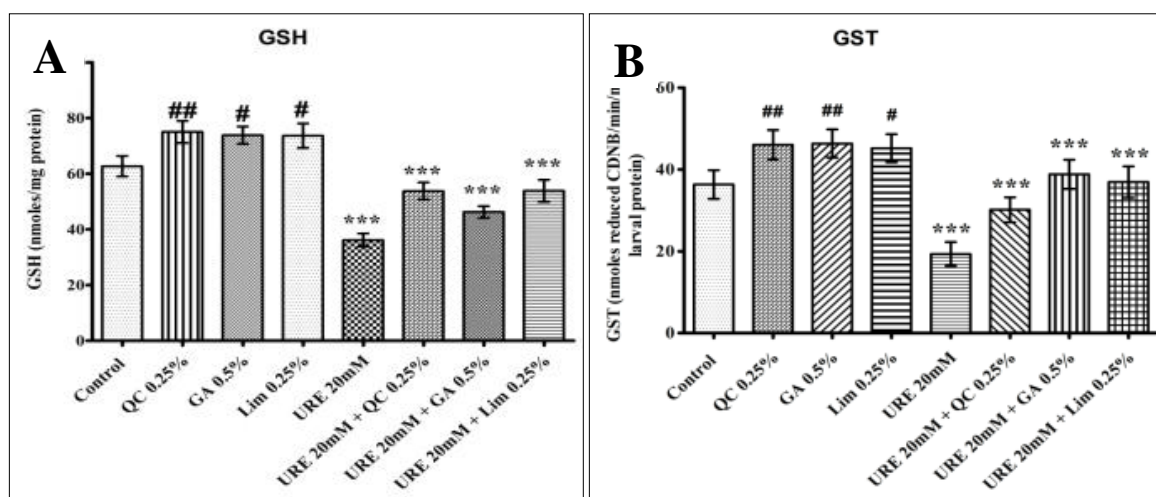 A
GSH
GSH (nmoles/mg protein)
80
60
40
20
0
##
#
#
***
***
***
***
Control
QC 0.25%
GA 0.5%
Lim 0.25%
URE 20mM
URE 20mM + QC 0.25%
URE 20mM + GA 0.5%
URE 20mM + Lim 0.25%
B
GST
GST (nmoles reduced CDNB/min/n
larval protein)
60
40
20
0
##
##
#
***
***
***
***
Control
QC 0.25%
GA 0.5%
Lim 0.25%
URE 20mM
URE 20mM + QC 0.25%
URE 20mM + GA 0.5%
URE 20mM + Lim 0.25%